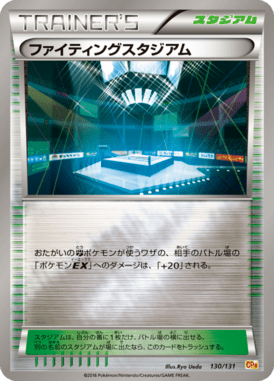 TRAINER'S
スタジアム
ファイティングスタジアム
おたがいの ポケモンが使うワザの、相手のバトル場の
「ポケモンEX」へのダメージは、「+20」される。
スタジアムは、自分の番に1枚だけ、バトル場の横に出せる。
別の名前のスタジアムが場に出たなら、このカードをトラッシュする。
Illus.Ryo Ueda
130/131
CP4
©2016 Pokémon/Nintendo/Creatures/GAME FREAK.